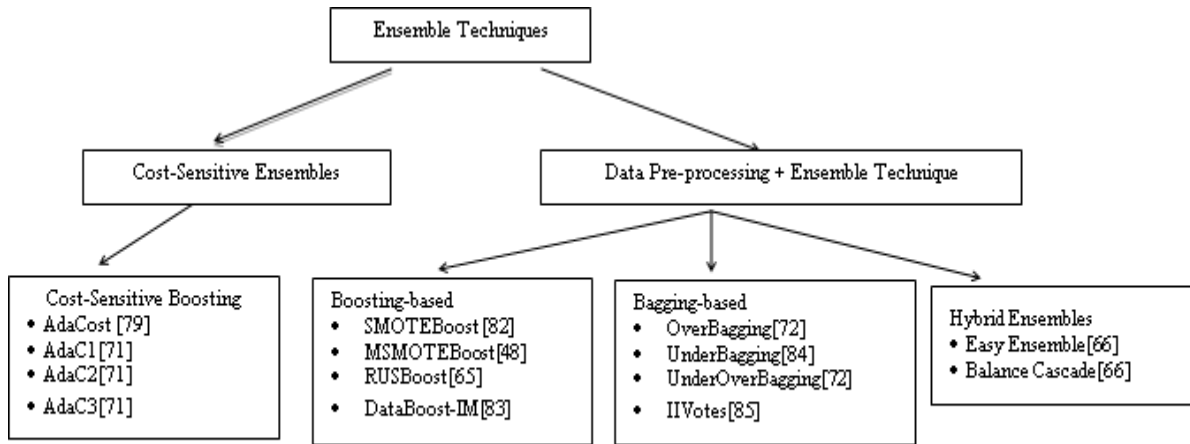 Ensemble Techniques
Cost-Sensitive Ensembles
Data Pre-processing + Ensemble Technique
Cost-Sensitive Boosting
• AdaCost [79]
• AdaC1[71]
• AdaC2[71]
• AdaC3[71]
Boosting-based
• SMOTEBoost[82]
• MSMOTEBoost[48]
• RUSBoost[65]
• DataBoost-IM[83]
Bagging-based
• OverBagging[72]
• UnderBagging[84]
• UnderOverBagging[72]
• IIVotes[85]
Hybrid Ensembles
• Easy Ensemble[66]
• Balance Cascade[66]